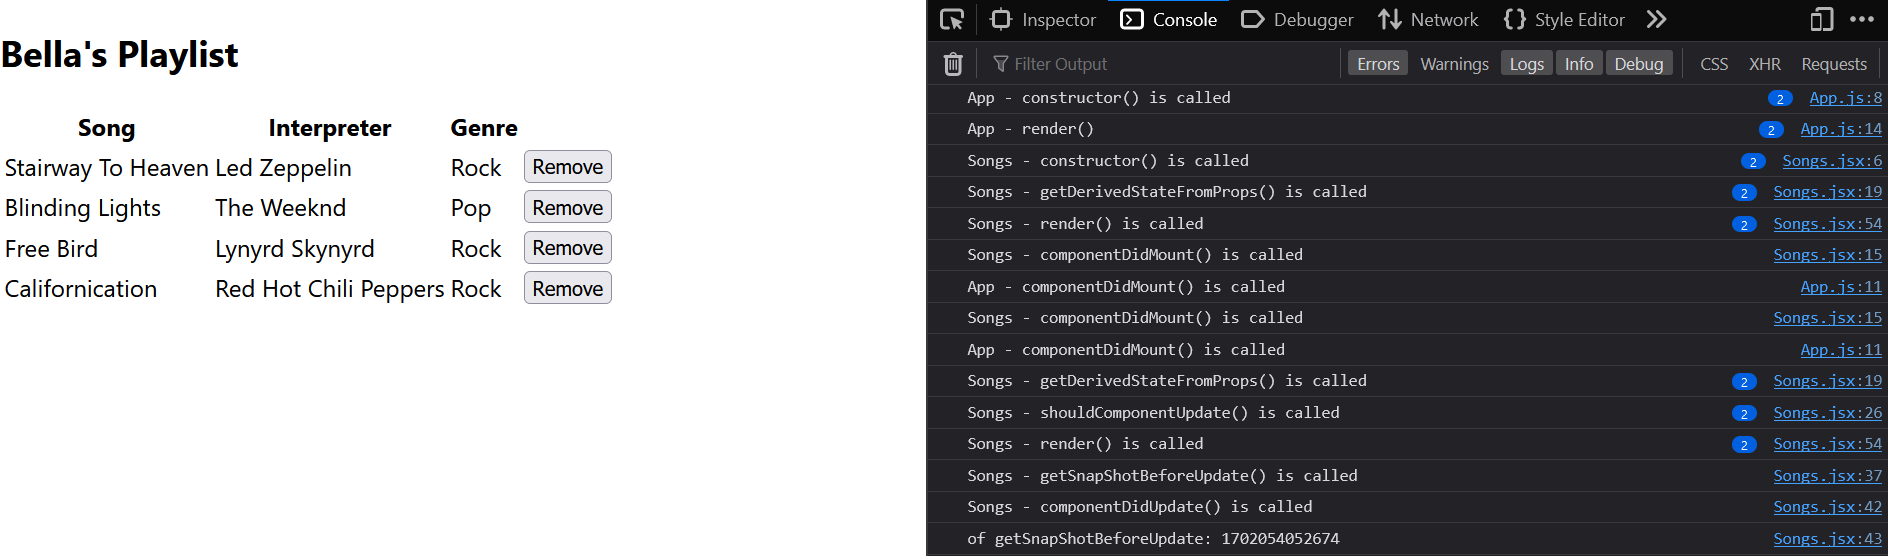 Bella's Playlist
Song Interpreter Genre
Stairway To Heaven Led Zeppelin Rock Remove
Blinding Lights The Weeknd Pop Remove
Free Bird Lynyrd Skynyrd Rock Remove
Californication Red Hot Chili Peppers Rock Remove
Inspector Console Debugger Network Style Editor
Filter Output Errors Warnings Logs Info Debug CSS XHR Requests
App - constructor() is called 2 App.js:8
App - render() 2 App.js:14
Songs - constructor() is called 2 Songs.jsx:6
Songs - getDerivedStateFromProps() is called 2 Songs.jsx:19
Songs - render() is called 2 Songs.jsx:54
Songs - componentDidMount() is called Songs.jsx:15
App - componentDidMount() is called App.js:11
Songs - componentDidMount() is called Songs.jsx:15
App - componentDidMount() is called App.js:11
Songs - getDerivedStateFromProps() is called 2 Songs.jsx:19
Songs - shouldComponentUpdate() is called 2 Songs.jsx:26
Songs - render() is called 2 Songs.jsx:54
Songs - getSnapShotBeforeUpdate() is called Songs.jsx:37
Songs - componentDidUpdate() is called Songs.jsx:42
of getSnapShotBeforeUpdate: 1702054052674 Songs.jsx:43